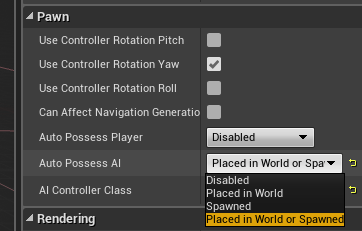 Pawn
Use Controller Rotation Pitch
Use Controller Rotation Yaw
Use Controller Rotation Roll
Can Affect Navigation Generatio
Auto Possess Player Disabled
Auto Possess AI Placed in World or Spa
AI Controller Class
Disabled
Placed in World
Spawned
Placed in World or Spawned
Rendering